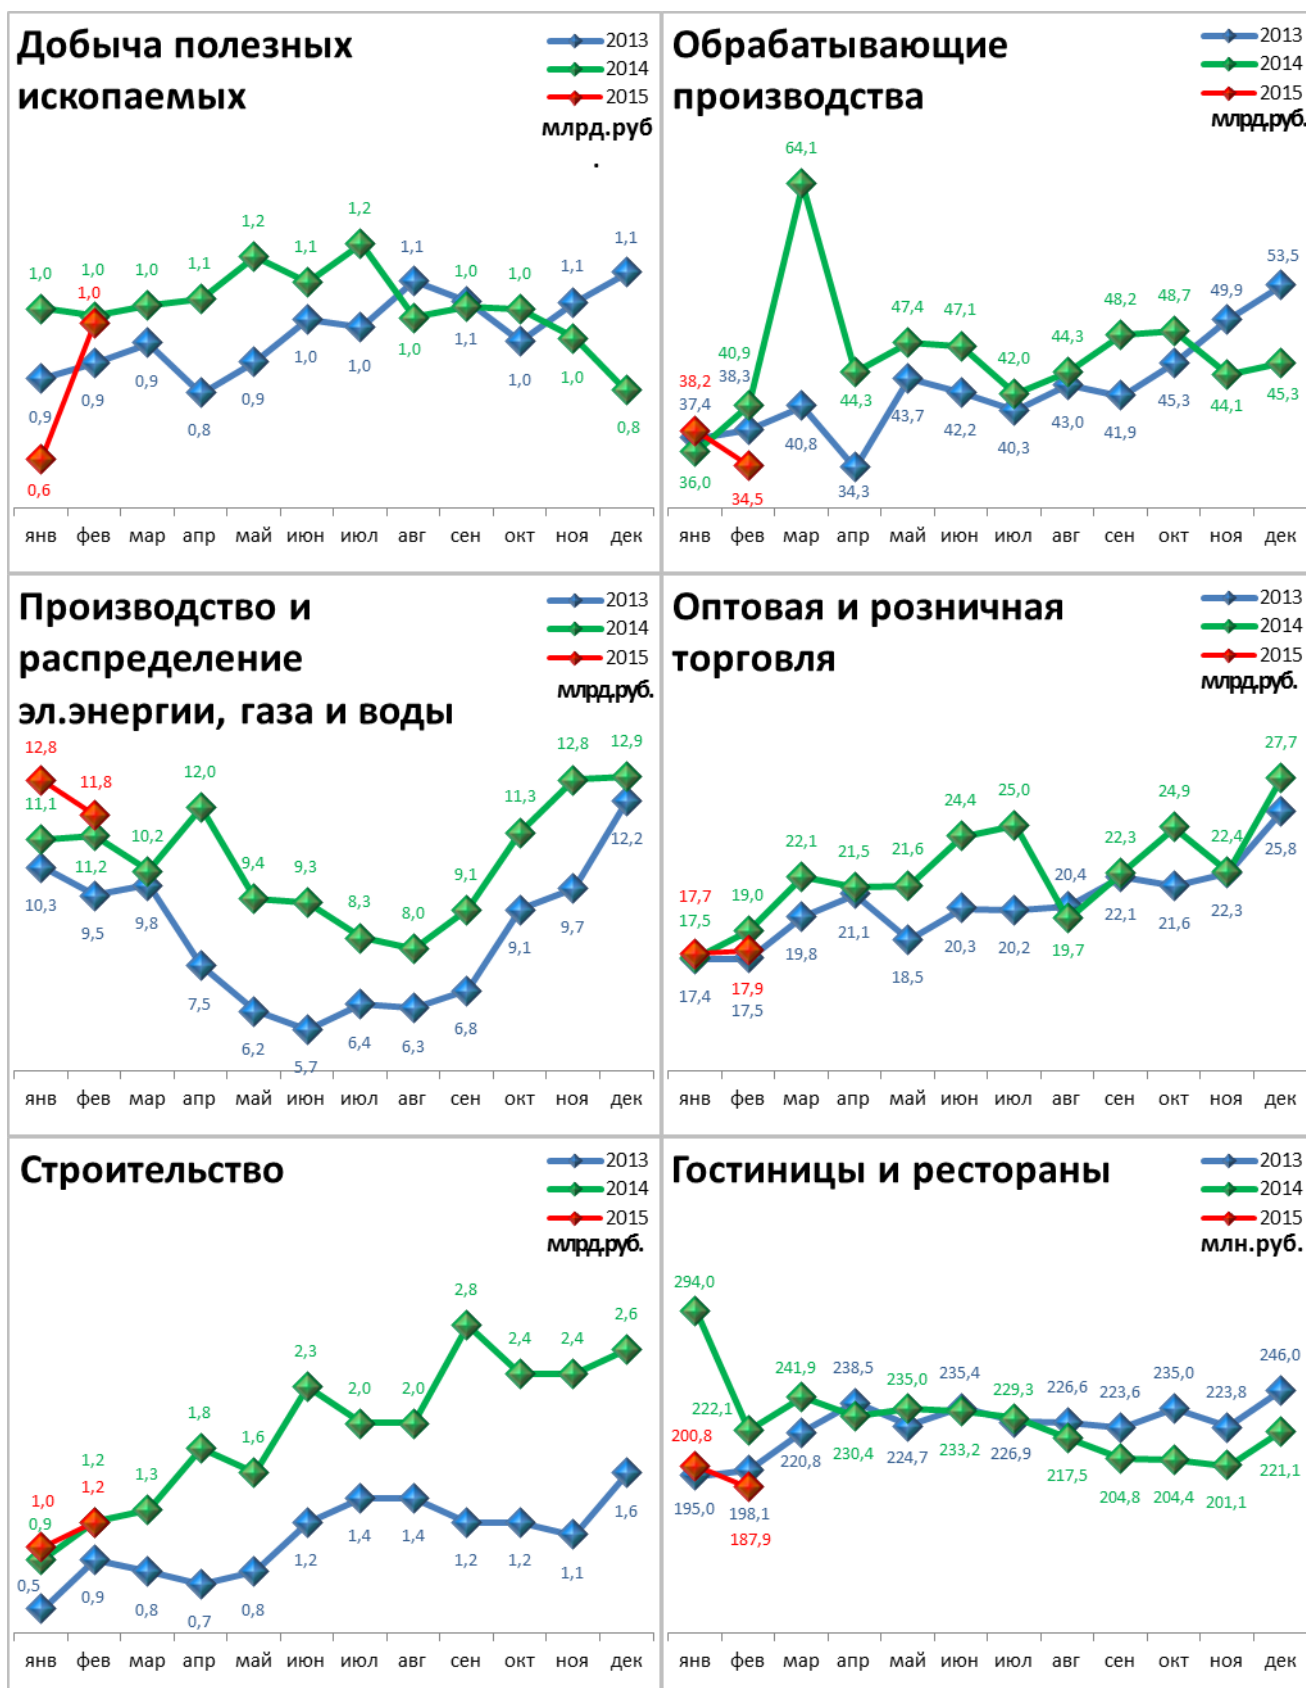 Добыча полезных
ископаемых
2013
2014
2015
млрд.руб
.
1,0 1,0 1,0 1,1 1,2 1,1 1,2 1,0 1,0 1,0 1,0 0,8
0,9 0,9 0,9 0,8 0,9 1,0 1,0 1,1 1,1 1,0 1,1 1,1
0,6 1,0
янв фев мар апр май июн июл авг сен окт ноя дек
Обрабатывающие
производства
2013
2014
2015
млрд.руб.
36,0 40,9 64,1 44,3 47,4 47,1 42,0 44,3 48,2 48,7 44,1 45,3
37,4 38,3 40,8 34,3 43,7 42,2 40,3 43,0 41,9 45,3 49,9 53,5
38,2 34,5
янв фев мар апр май июн июл авг сен окт ноя дек
Производство и
распределение
эл.энергии, газа и воды
2013
2014
2015
млрд.руб.
12,8 11,8
11,1 11,2 10,2 12,0 9,4 9,3 8,3 8,0 9,1 11,3 12,8 12,9
10,3 9,5 9,8 7,5 6,2 5,7 6,4 6,3 6,8 9,1 9,7 12,2
янв фев мар апр май июн июл авг сен окт ноя дек
Оптовая и розничная
торговля
2013
2014
2015
млрд.руб.
17,7 17,9
17,5 19,0 22,1 21,5 21,6 24,4 25,0 19,7 22,3 24,9 22,4 27,7
17,4 17,5 19,8 21,1 18,5 20,3 20,2 20,4 22,1 21,6 22,3 25,8
янв фев мар апр май июн июл авг сен окт ноя дек
Строительство
2013
2014
2015
млрд.руб.
1,0 1,2
0,9 1,2 1,3 1,8 1,6 2,3 2,0 2,0 2,8 2,4 2,4 2,6
0,5 0,9 0,8 0,7 0,8 1,2 1,4 1,4 1,2 1,2 1,1 1,6
янв фев мар апр май июн июл авг сен окт ноя дек
Гостиницы и рестораны
2013
2014
2015
млн.руб.
294,0 222,1 241,9 230,4 235,0 233,2 229,3 217,5 204,8 204,4 201,1 221,1
195,0 198,1 220,8 238,5 224,7 235,4 226,9 226,6 223,6 235,0 223,8 246,0
200,8 187,9
янв фев мар апр май июн июл авг сен окт ноя дек